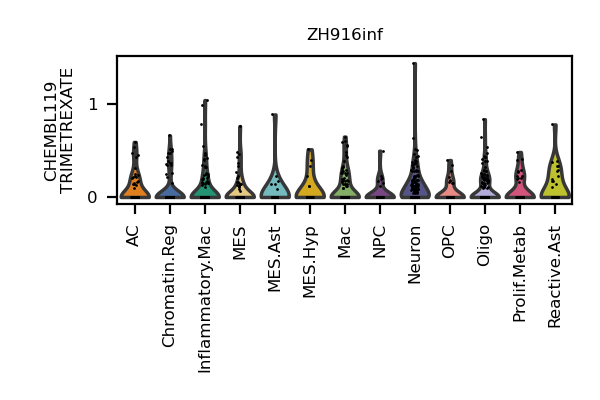 ZH916inf
CHEMBL119
TRIMETREXATE
1
0
AC
Chromatin.Reg
Inflammatory.Mac
MES
MES.Ast
MES.Hyp
Mac
NPC
Neuron
OPC
Oligo
Prolif.Metab
Reactive.Ast